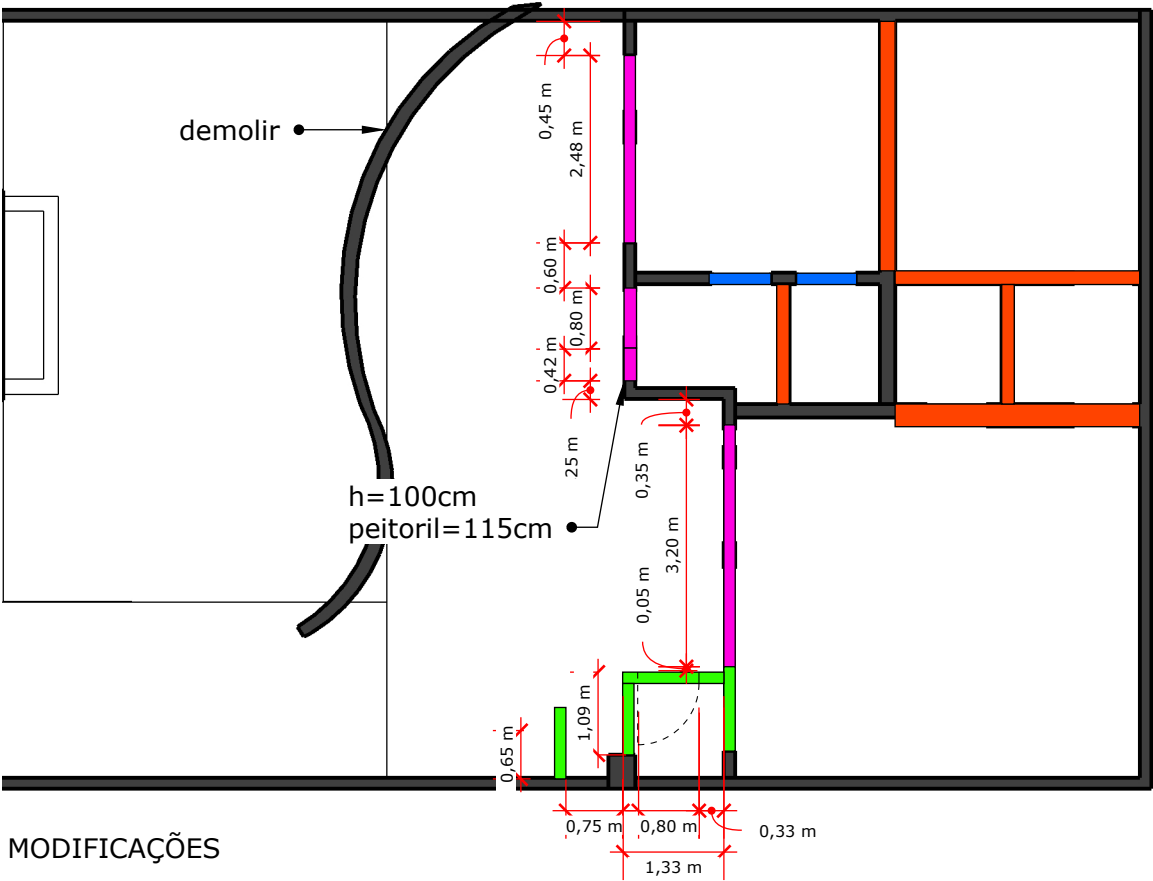 0,45 m
demolir
2,48 m
0,60 m
0,80 m
0,42 m
25 m
0,35 m
h=100cm
peitoril=115cm
3,20 m
0,05 m
1,09 m
0,65 m
0,75 m
0,80 m
0,33 m
MODIFICAÇÕES
1,33 m